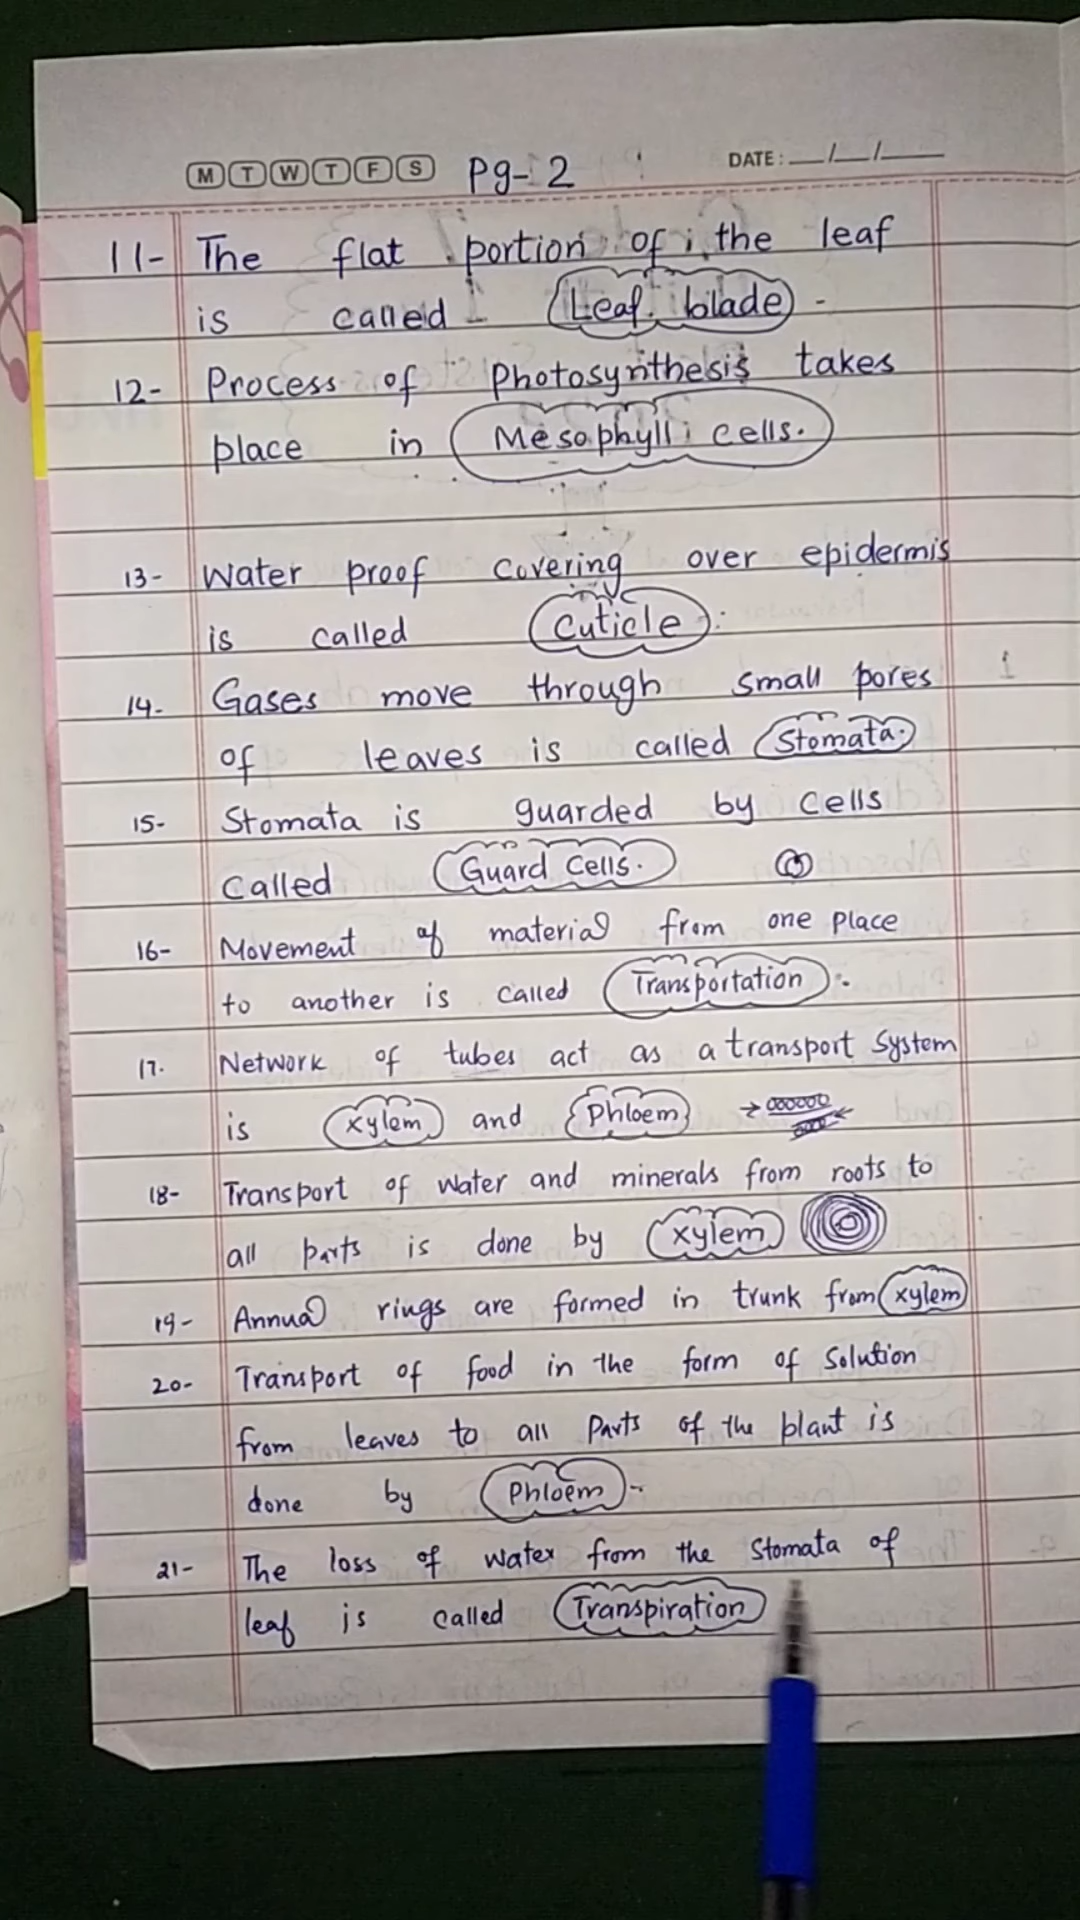 M T W T F S Pg-2 DATE: __/__/____
11- The flat portion of the leaf
is called Leaf blade -
12- Process of Photosynthesis takes
place in Mesophyll cells.
13- Water proof covering over epidermis
is called Cuticle.
14- Gases move through small pores
of leaves is called Stomata.
15- Stomata is guarded by cells
called Guard Cells.
16- Movement of material from one place
to another is called Transportation.
17. Network of tubes act as a transport system
is xylem and Phloem
18- Transport of water and minerals from roots to
all parts is done by xylem
19- Annual rings are formed in trunk from xylem
20- Transport of food in the form of solution
from leaves to all parts of the plant is
done by Phloem -
21- The loss of water from the Stomata of
leaf is called Transpiration